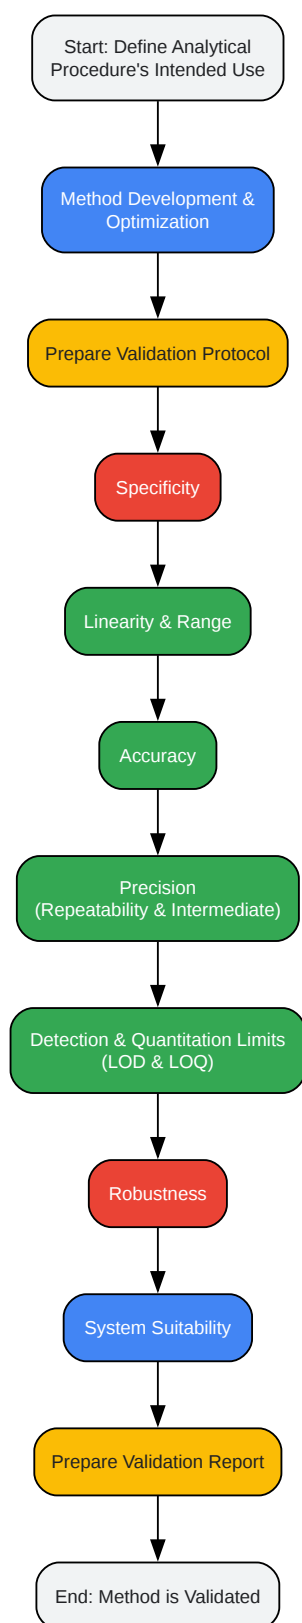 Start: Define Analytical
Procedure's Intended Use
Method Development &
Optimization
Prepare Validation Protocol
Specificity
Linearity & Range
Accuracy
Precision
(Repeatability & Intermediate)
Detection & Quantitation Limits
(LOD & LOQ)
Robustness
System Suitability
Prepare Validation Report
End: Method is Validated